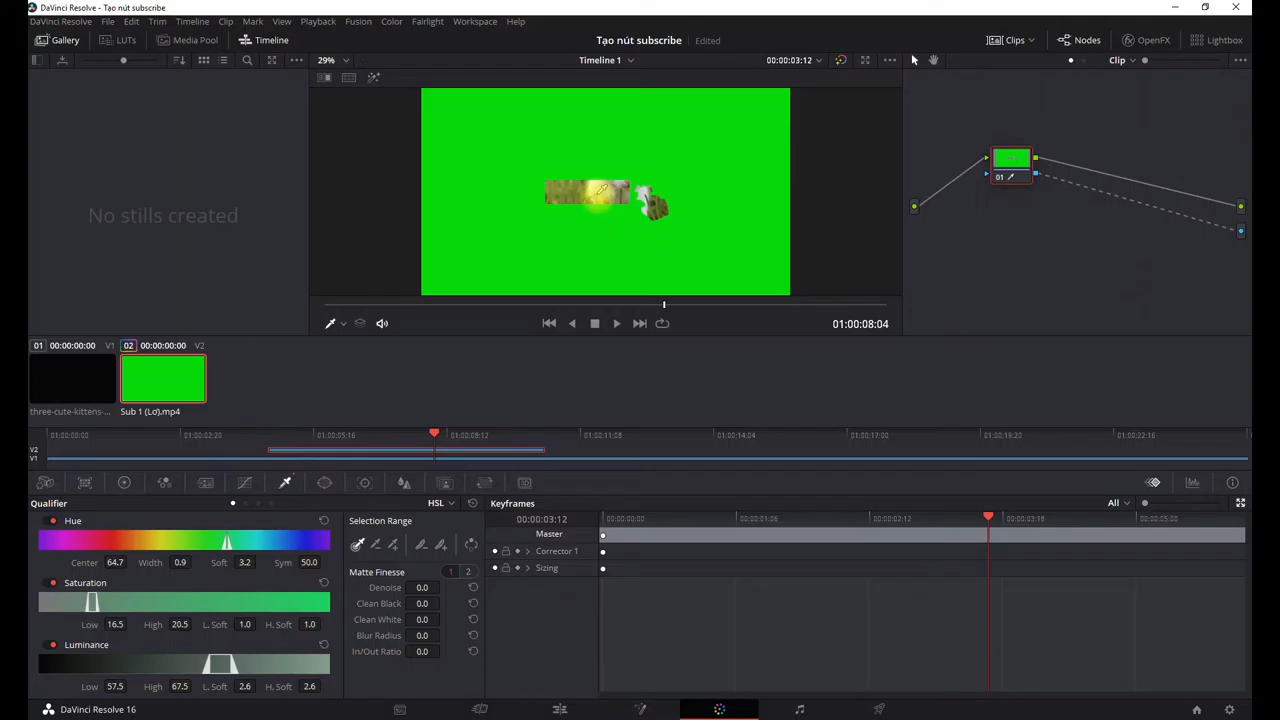 DaVinci Resolve - Tạo nút subscribe
DaVinci Resolve File Edit Trim Timeline Clip Mark View Playback Fusion Color Fairlight Workspace Help
Gallery LUTs Media Pool Timeline Tạo nút subscribe Edited Clips Nodes OpenFX Lightbox
29% Timeline 1 00:00:03:12 Clip
No stills created
01
01:00:08:04
01 00:00:00:00 V1 02 00:00:00:00 V2
three-cute-kittens-... Sub 1 (Lơ).mp4
01:00:00:00 01:00:02:20 01:00:05:16 01:00:08:12 01:00:11:08 01:00:14:04 01:00:17:00 01:00:19:20 01:00:22:16
V2
V1
Qualifier HSL Keyframes All
Hue Selection Range 00:00:03:12 00:00:00:00 00:00:01:06 00:00:02:12 00:00:03:18 00:00:05:00
Master
Corrector 1
Center 64.7 Width 0.9 Soft 3.2 Sym 50.0 Sizing
Matte Finesse 1 2
Saturation Denoise 0.0
Clean Black 0.0
Low 16.5 High 20.5 L. Soft 1.0 H. Soft 1.0 Clean White 0.0
Blur Radius 0.0
Luminance In/Out Ratio 0.0
Low 57.5 High 67.5 L. Soft 2.6 H. Soft 2.6
DaVinci Resolve 16